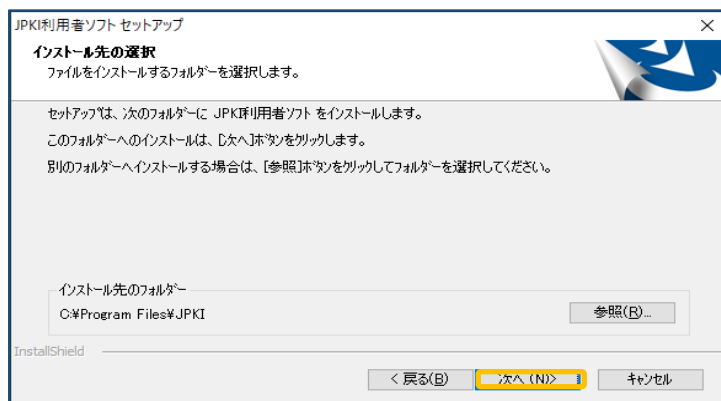 JPKI利用者ソフト セットアップ
インストール先の選択
ファイルをインストールするフォルダーを選択します。
セットアップは、次のフォルダーに JPKI利用者ソフト をインストールします。
このフォルダーへのインストールは、[次へ]ボタンをクリックします。
別のフォルダーへインストールする場合は、[参照]ボタンをクリックしてフォルダーを選択してください。
インストール先のフォルダー
C:¥Program Files¥JPKI
参照(R)...
InstallShield
< 戻る(B)
次へ (N)>
キャンセル